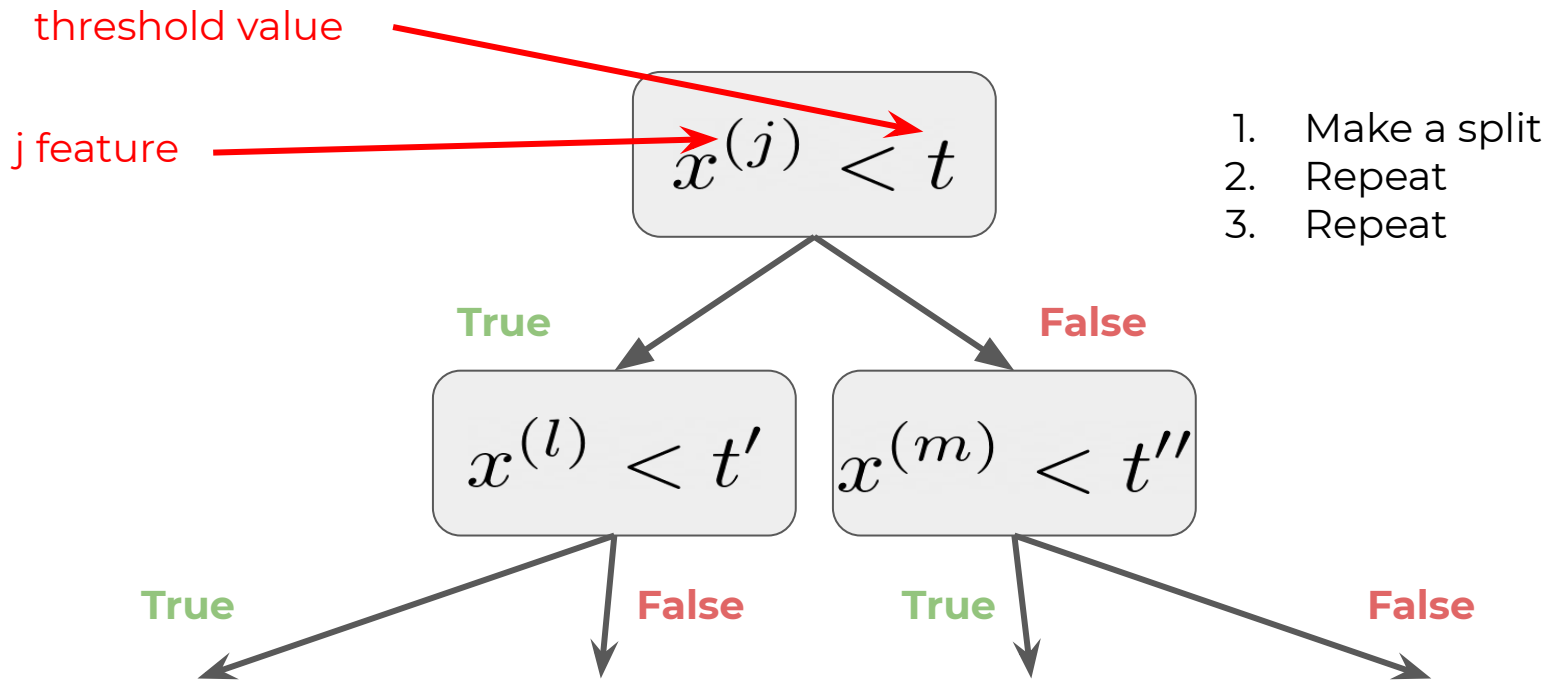 threshold value
j feature
x^{(j)} < t
1. Make a split
2. Repeat
3. Repeat
True
False
x^{(l)} < t'
x^{(m)} < t''
True
False
True
False